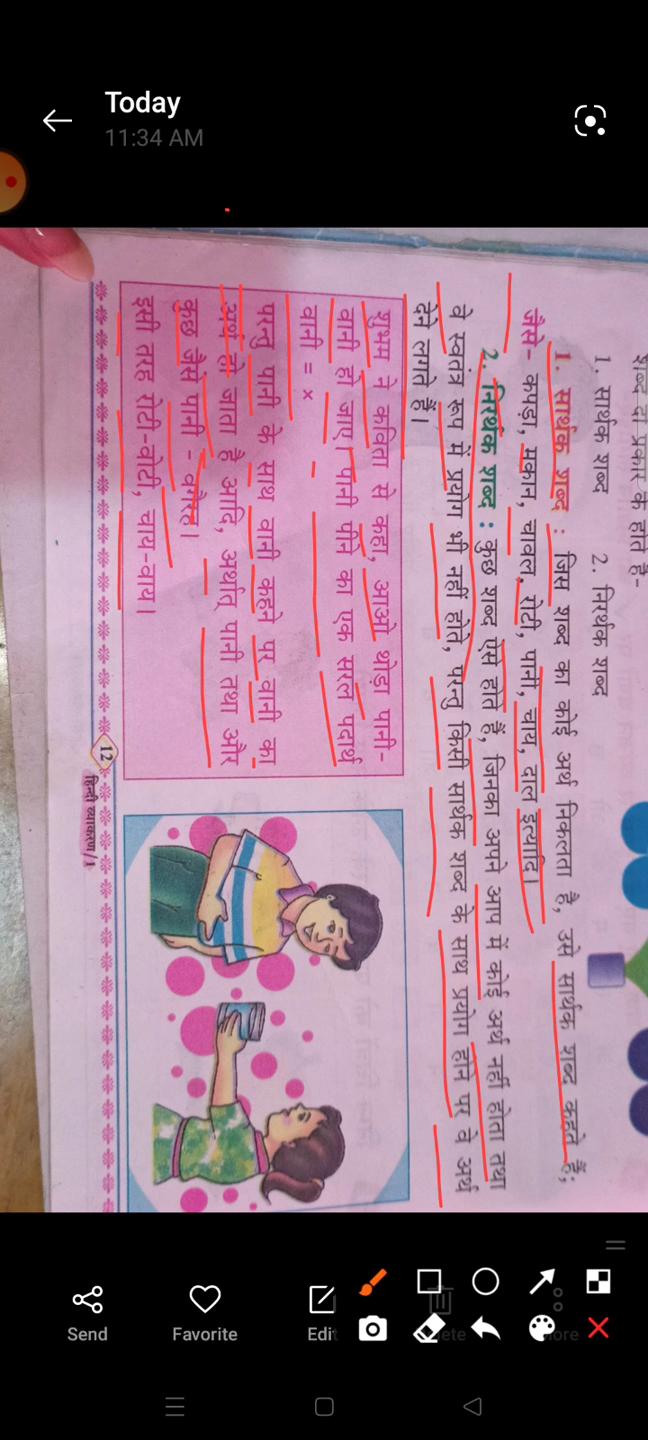 Today
11:34 AM
शब्द दो प्रकार के होते हैं-
1. सार्थक शब्द 2. निरर्थक शब्द
1. सार्थक शब्द : जिस शब्द का कोई अर्थ निकलता है, उसे सार्थक शब्द कहते हैं;
जैसे- कपड़ा, मकान, चावल, रोटी, पानी, चाय, दाल इत्यादि।
2. निरर्थक शब्द : कुछ शब्द ऐसे होते हैं, जिनका अपने आप में कोई अर्थ नहीं होता तथा
वे स्वतंत्र रूप में प्रयोग भी नहीं होते, परन्तु किसी सार्थक शब्द के साथ प्रयोग होने पर वे अर्थ
देने लगते हैं।
शुभम ने कविता से कहा, आओ थोड़ा पानी-
वानी हो जाए। पानी पीने का एक सरल पदार्थ
वानी = ×
परन्तु पानी के साथ वानी कहने पर वानी का
अर्थ हो जाता है आदि, अर्थात् पानी तथा और
कुछ जैसे पानी - वगैरह।
इसी तरह रोटी-वोटी, चाय-वाय।
12
हिन्दी व्याकरण/1
Send
Favorite
Edit